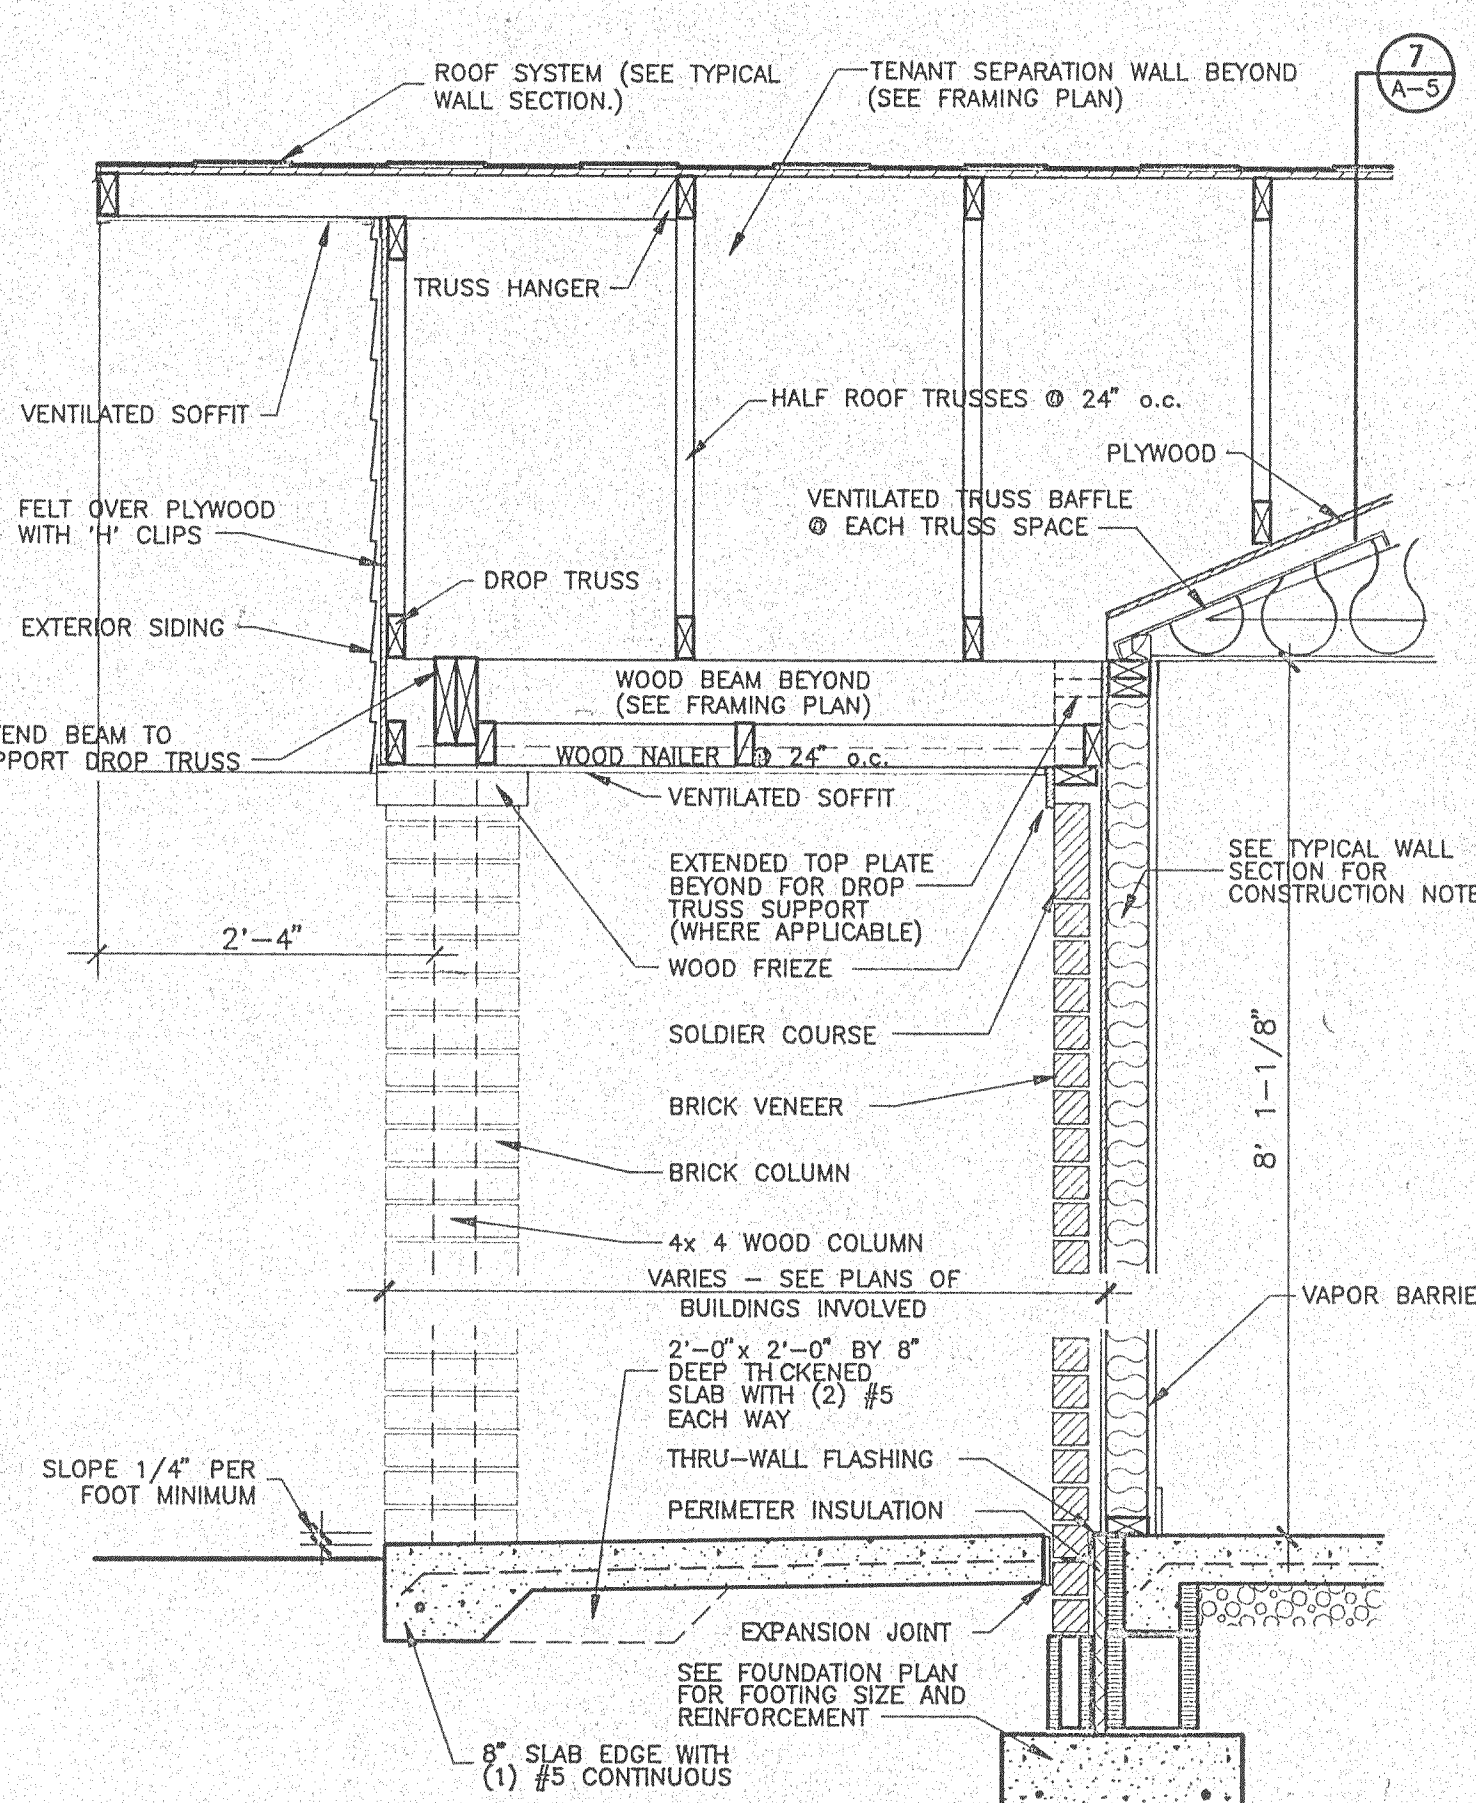 ROOF SYSTEM (SEE TYPICAL
WALL SECTION.)
TENANT SEPARATION WALL BEYOND
(SEE FRAMING PLAN)
7
A-5
TRUSS HANGER
VENTILATED SOFFIT
HALF ROOF TRUSSES @ 24" o.c.
PLYWOOD
FELT OVER PLYWOOD
WITH 'H' CLIPS
VENTILATED TRUSS BAFFLE
@ EACH TRUSS SPACE
DROP TRUSS
EXTERIOR SIDING
WOOD BEAM BEYOND
(SEE FRAMING PLAN)
TEND BEAM TO
PPORT DROP TRUSS
WOOD NAILER @ 24" o.c.
VENTILATED SOFFIT
EXTENDED TOP PLATE
BEYOND FOR DROP
TRUSS SUPPORT
(WHERE APPLICABLE)
SEE TYPICAL WALL
SECTION FOR
CONSTRUCTION NOTE
2'-4"
WOOD FRIEZE
SOLDIER COURSE
8' 1-1/8"
BRICK VENEER
BRICK COLUMN
4x 4 WOOD COLUMN
VARIES - SEE PLANS OF
BUILDINGS INVOLVED
VAPOR BARRIE
2'-0"x 2'-0" BY 8"
DEEP TH CKENED
SLAB WITH (2) #5
EACH WAY
THRU-WALL FLASHING
SLOPE 1/4" PER
FOOT MINIMUM
PERIMETER INSULATION
EXPANSION JOINT
SEE FOUNDATION PLAN
FOR FOOTING SIZE AND
REINFORCEMENT
8" SLAB EDGE WITH
(1) #5 CONTINUOUS